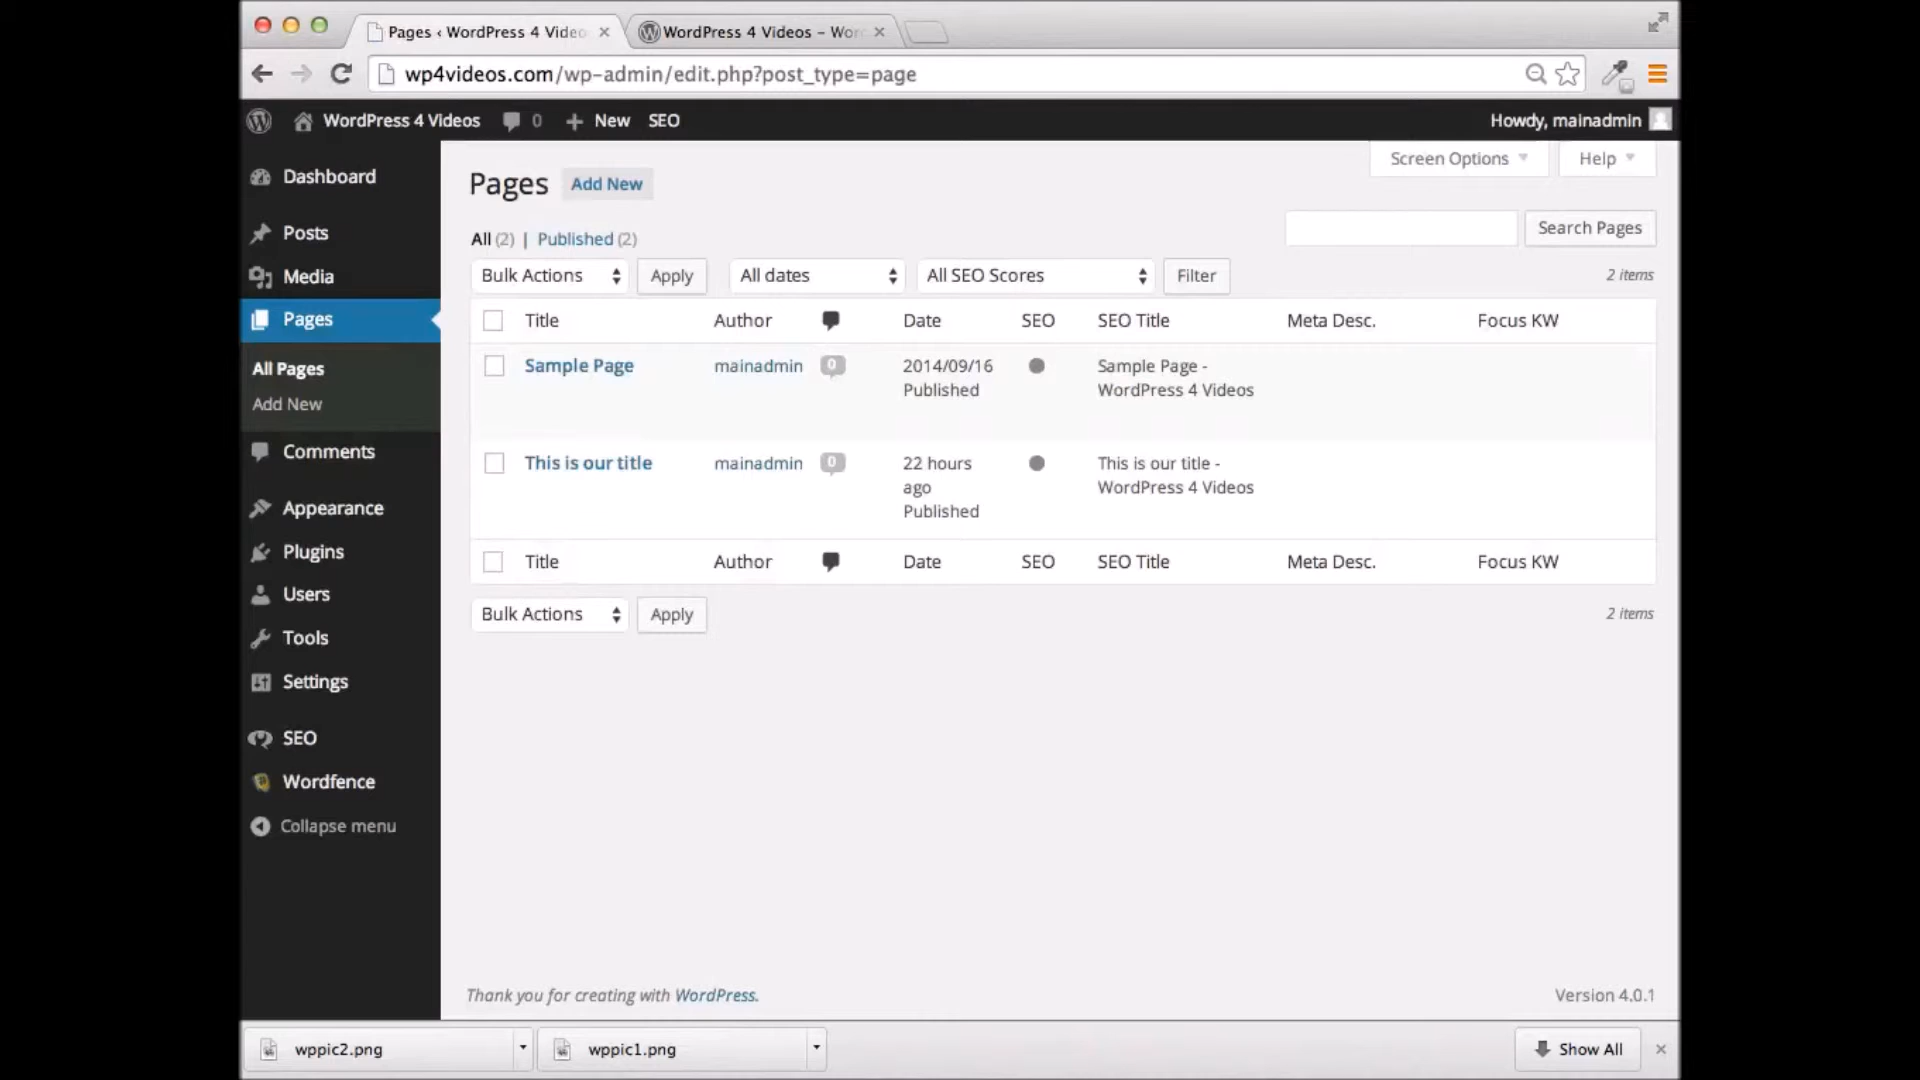 Pages ‹ WordPress 4 Video
WordPress 4 Videos – Wor
wp4videos.com/wp-admin/edit.php?post_type=page
WordPress 4 Videos 0 New SEO
Howdy, mainadmin
Screen Options Help
Dashboard
Posts
Media
Pages
All Pages
Add New
Comments
Appearance
Plugins
Users
Tools
Settings
SEO
Wordfence
Collapse menu
Pages Add New
Search Pages
All (2) | Published (2)
Bulk Actions Apply All dates All SEO Scores Filter 2 items
Title Author Date SEO SEO Title Meta Desc. Focus KW
Sample Page mainadmin 0 2014/09/16 Sample Page -
Published WordPress 4 Videos
This is our title mainadmin 0 22 hours This is our title -
ago WordPress 4 Videos
Published
Title Author Date SEO SEO Title Meta Desc. Focus KW
Bulk Actions Apply 2 items
Thank you for creating with WordPress. Version 4.0.1
wppic2.png wppic1.png Show All